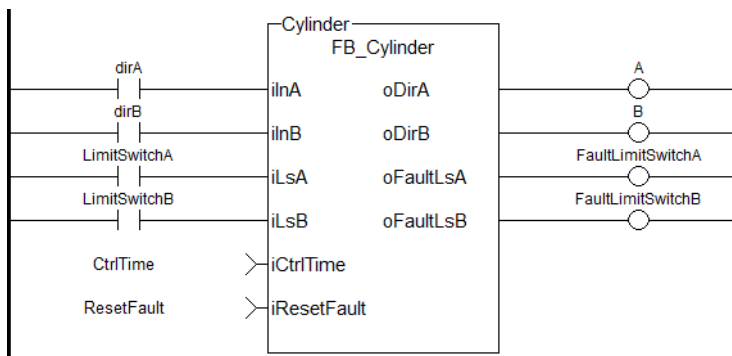 Cylinder
FB_Cylinder
dirA iInA oDirA A
dirB iInB oDirB B
LimitSwitchA iLsA oFaultLsA FaultLimitSwitchA
LimitSwitchB iLsB oFaultLsB FaultLimitSwitchB
CtrlTime iCtrlTime
ResetFault iResetFault